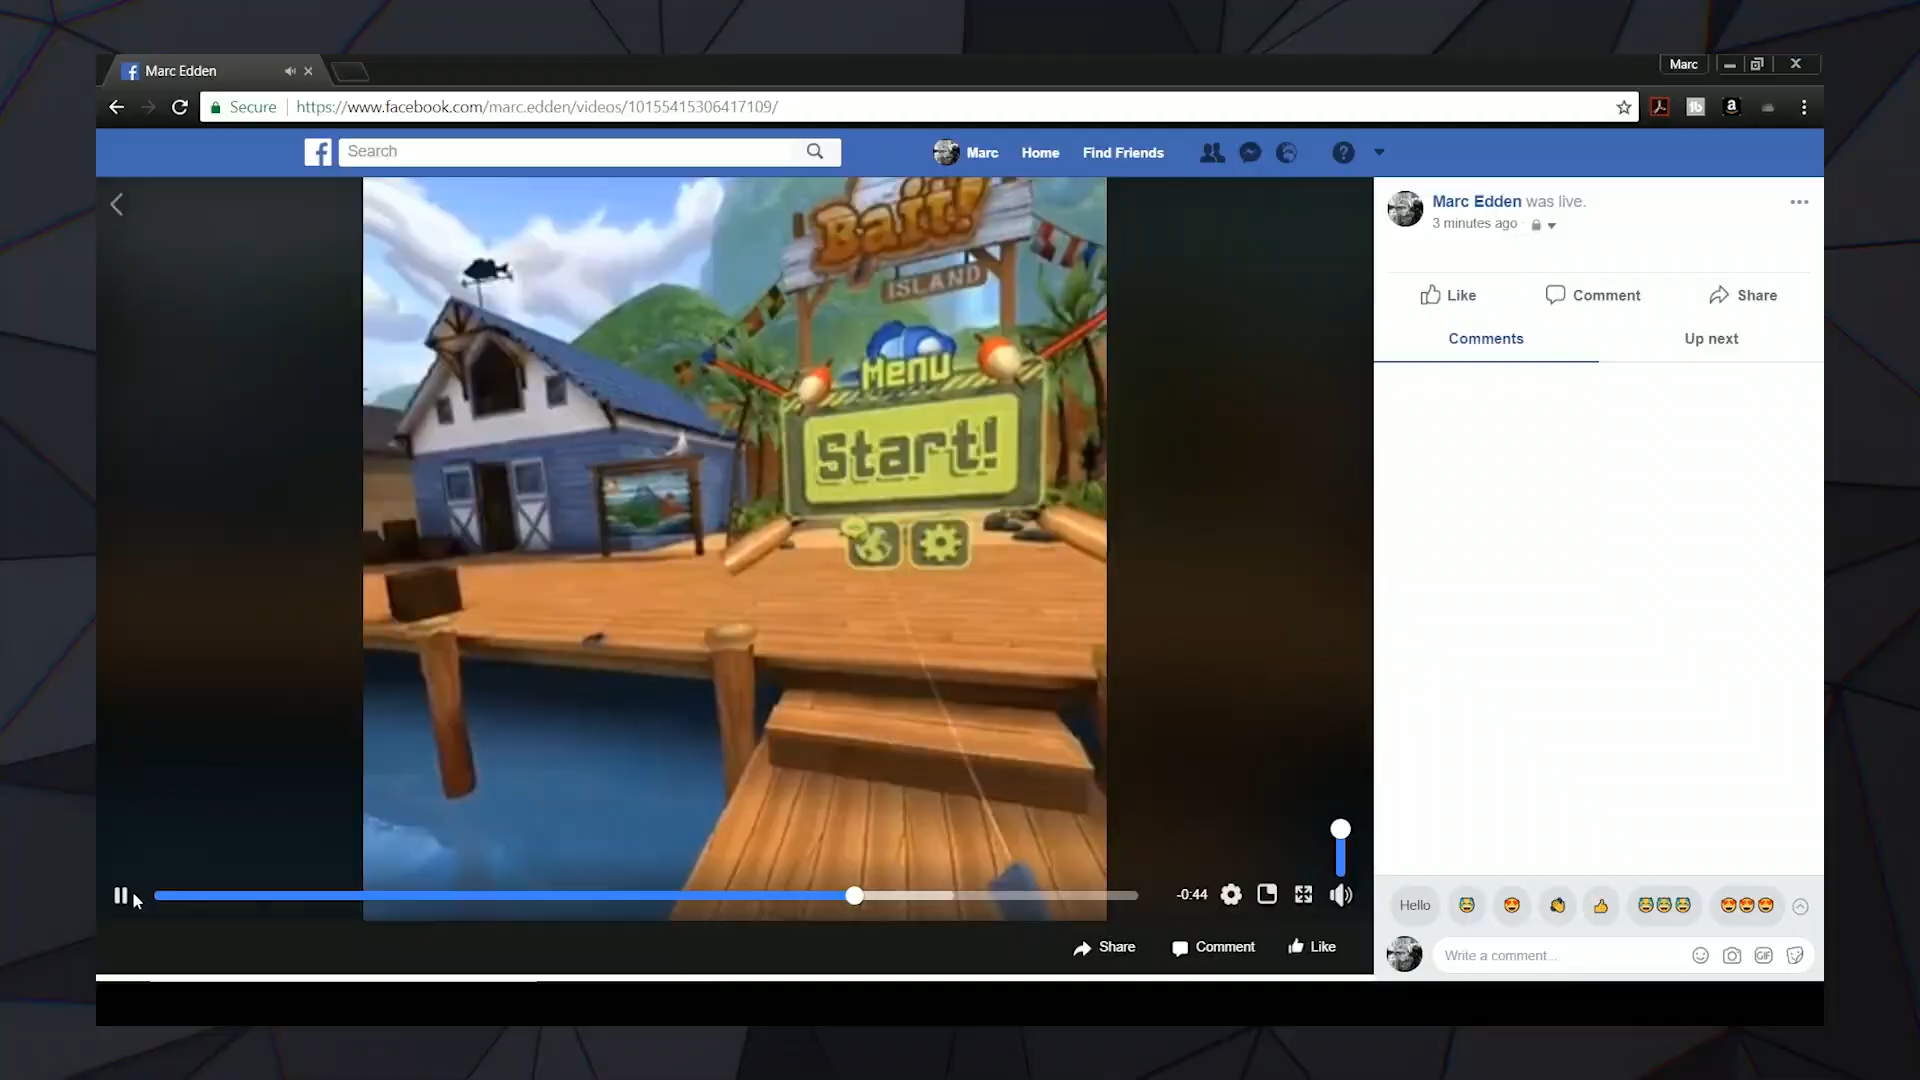 Marc Edden
Marc
Secure
https://www.facebook.com/marc.edden/videos/10155415306417109/
Search
Marc
Home
Find Friends
Bait!
ISLAND
Menu
Start!
-0:44
Share
Comment
Like
Marc Edden was live.
3 minutes ago
Like
Comment
Share
Comments
Up next
Hello
Write a comment...
GIF